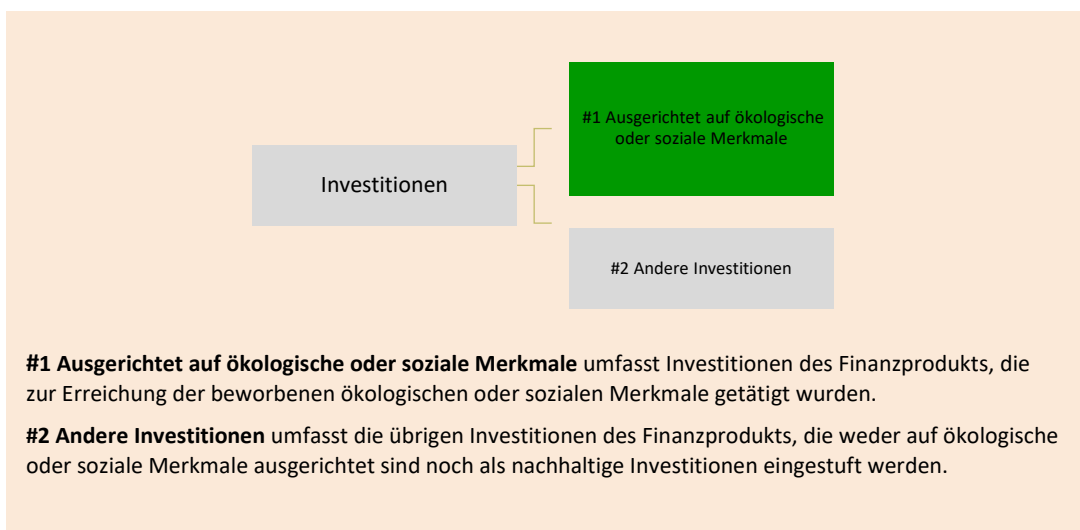 #1 Ausgerichtet auf ökologische
oder soziale Merkmale
Investitionen
#2 Andere Investitionen
#1 Ausgerichtet auf ökologische oder soziale Merkmale umfasst Investitionen des Finanzprodukts, die
zur Erreichung der beworbenen ökologischen oder sozialen Merkmale getätigt wurden.
#2 Andere Investitionen umfasst die übrigen Investitionen des Finanzprodukts, die weder auf ökologische
oder soziale Merkmale ausgerichtet sind noch als nachhaltige Investitionen eingestuft werden.